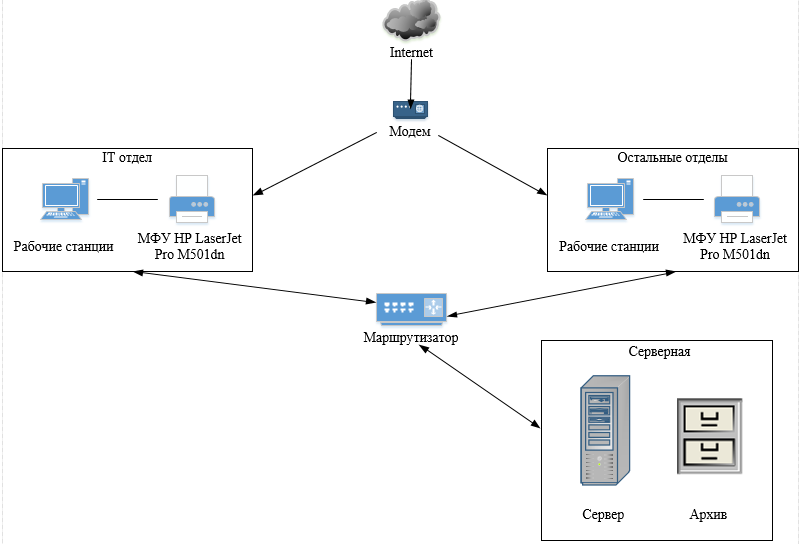 Internet
Модем
IT отдел
Рабочие станции
МФУ HP LaserJet
Pro M501dn
Остальные отделы
Рабочие станции
МФУ HP LaserJet
Pro M501dn
Маршрутизатор
Серверная
Сервер
Архив